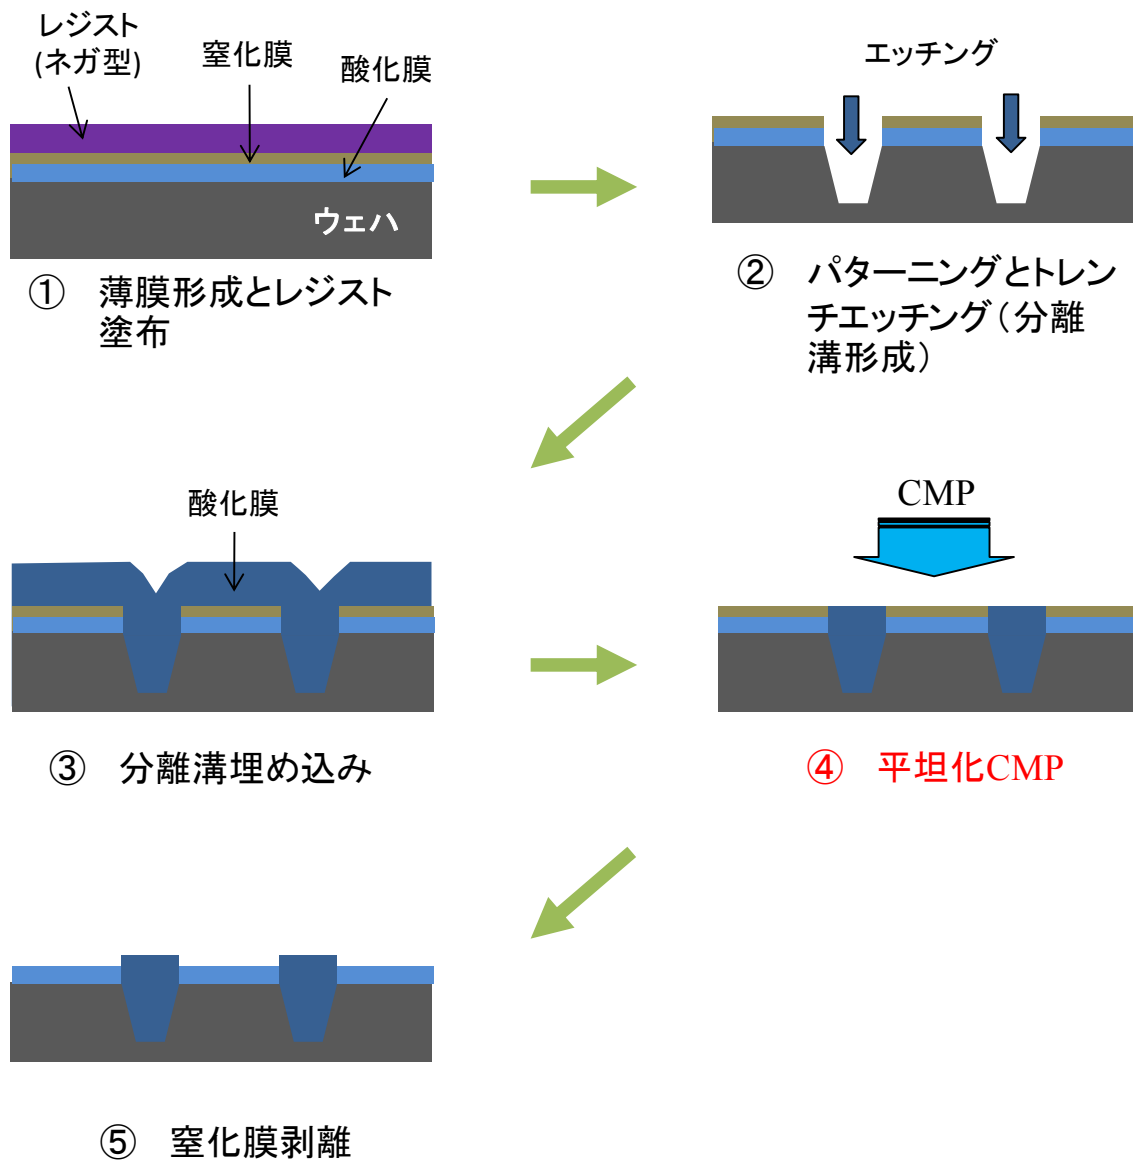 レジスト
(ネガ型)
窒化膜
酸化膜
ウェハ
① 薄膜形成とレジスト
塗布
エッチング
② パターニングとトレン
チエッチング（分離
溝形成）
酸化膜
③ 分離溝埋め込み
CMP
④ 平坦化CMP
⑤ 窒化膜剥離